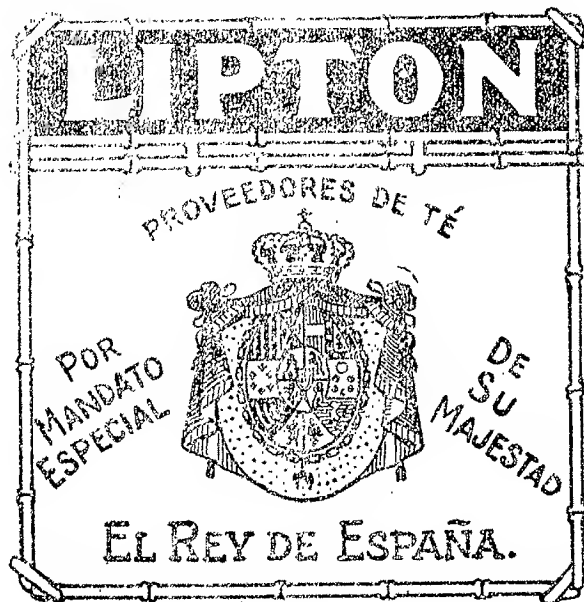 LIPTON
PROVEEDORES DE TÉ
POR
MANDATO
ESPECIAL
DE
SU
MAJESTAD
EL REY DE ESPAÑA.